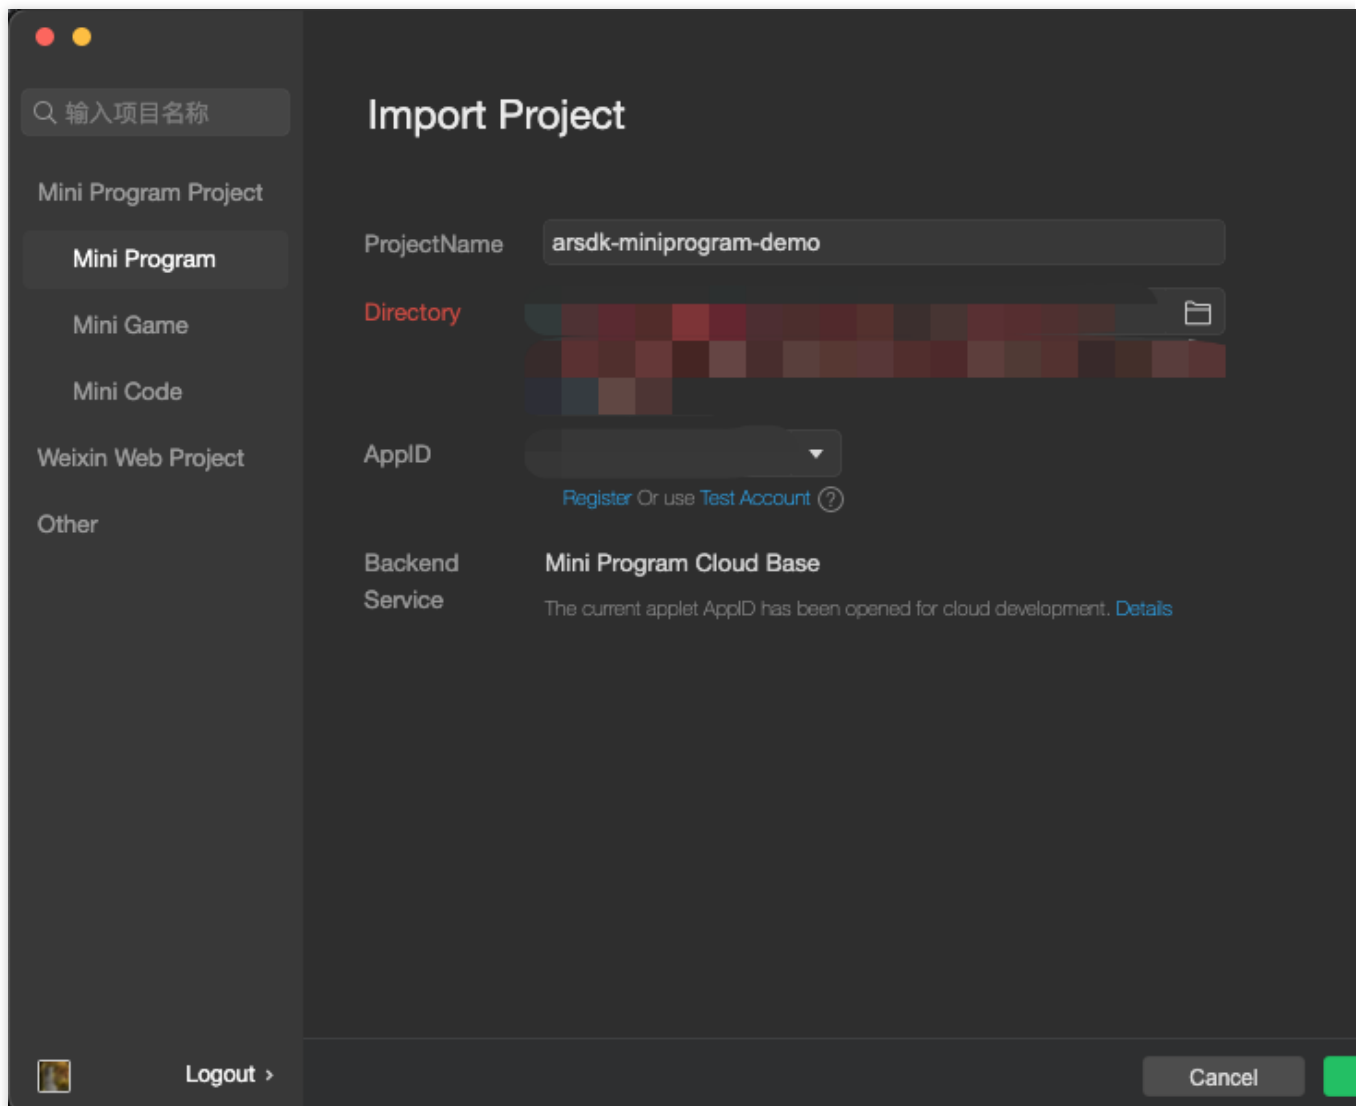 输入项目名称
Mini Program Project
Mini Program
Mini Game
Mini Code
Weixin Web Project
Other
Logout ›
Import Project
ProjectName arsdk-miniprogram-demo
Directory
AppID
Register Or use Test Account ?
Backend Service
Mini Program Cloud Base
The current applet AppID has been opened for cloud development. Details
Cancel